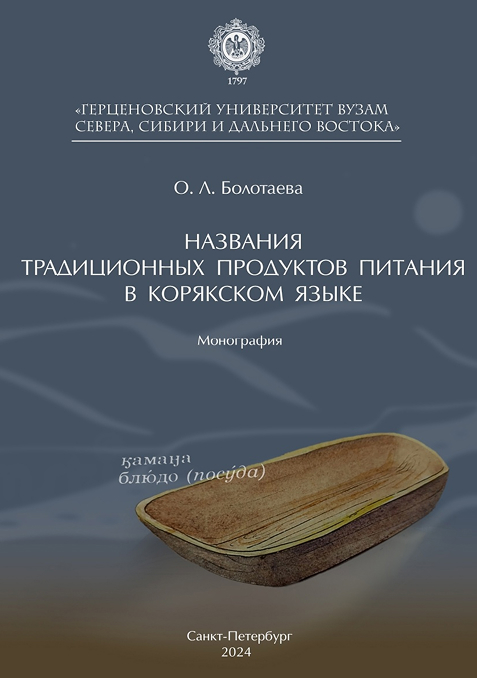 1797
«ГЕРЦЕНОВСКИЙ УНИВЕРСИТЕТ ВУЗАМ
СЕВЕРА, СИБИРИ И ДАЛЬНЕГО ВОСТОКА»
О. Л. Болотаева
НАЗВАНИЯ
ТРАДИЦИОННЫХ ПРОДУКТОВ ПИТАНИЯ
В КОРЯКСКОМ ЯЗЫКЕ
Монография
ӄамаӈа
блю́до (посу́да)
Санкт-Петербург
2024